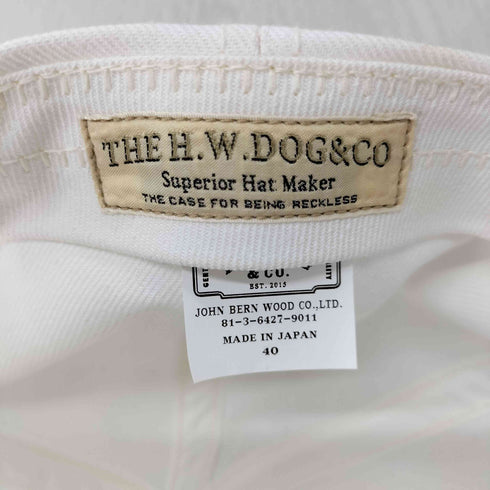 THE H.W.DOG&CO
Superior Hat Maker
THE CASE FOR BEING RECKLESS
& CO.
EST. 2015
JOHN BERN WOOD CO.,LTD.
81-3-6427-9011
MADE IN JAPAN
40